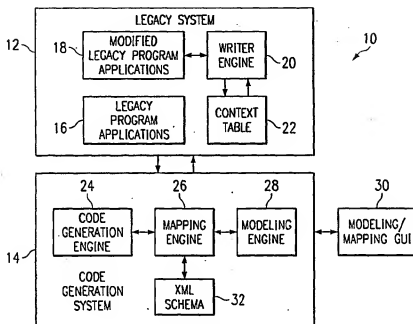 LEGACY SYSTEM
12
18
MODIFIED
LEGACY PROGRAM
APPLICATIONS
WRITER
ENGINE
20
10
16
LEGACY
PROGRAM
APPLICATIONS
CONTEXT
TABLE
22
24
26
28
30
CODE
GENERATION
ENGINE
MAPPING
ENGINE
MODELING
ENGINE
MODELING/
MAPPING GUI
14
CODE
GENERATION
SYSTEM
XML
SCHEMA
32